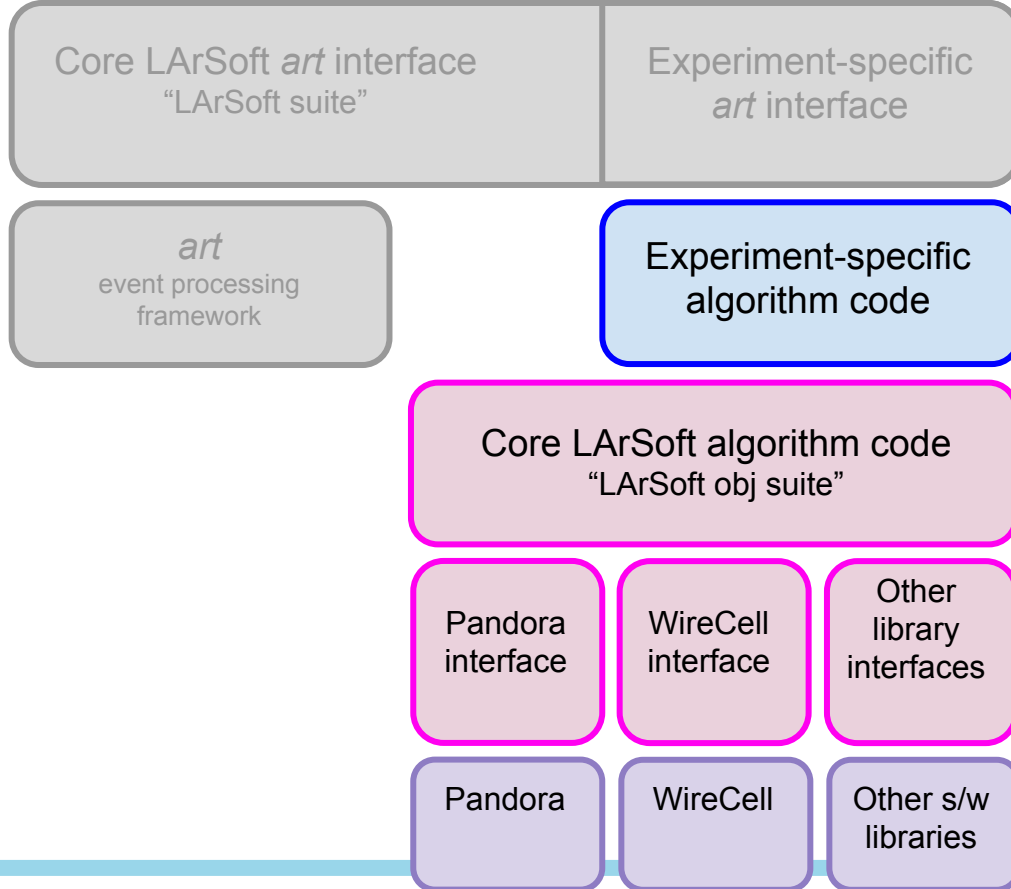 Core LArSoft art interface
“LArSoft suite”
Experiment-specific
art interface
art
event processing
framework
Experiment-specific
algorithm code
Core LArSoft algorithm code
“LArSoft obj suite”
Pandora
interface
WireCell
interface
Other
library
interfaces
Pandora
WireCell
Other s/w
libraries